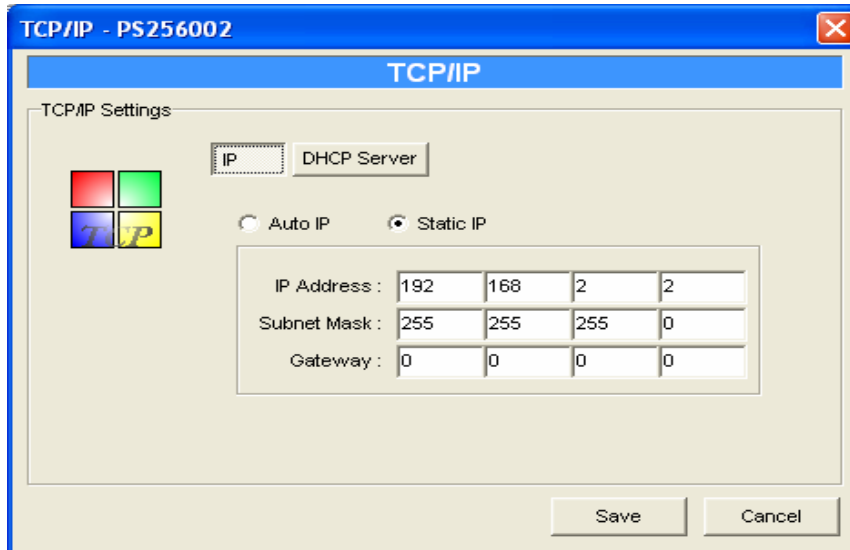 TCP/IP - PS256002
TCP/IP
TCP/IP Settings
IP DHCP Server
TCP
Auto IP Static IP
IP Address : 192 168 2 2
Subnet Mask : 255 255 255 0
Gateway : 0 0 0 0
Save Cancel